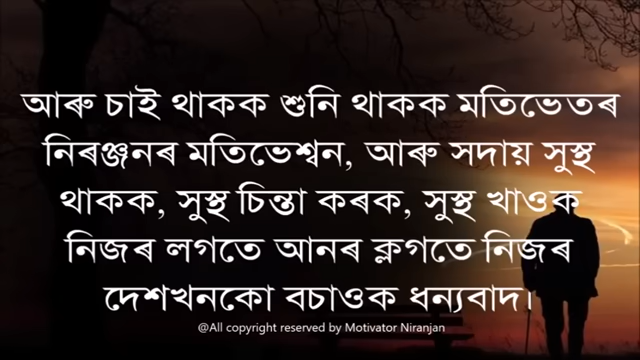 আৰু চাই থাকক শুনি থাকক মতিভেতৰ
নিৰঞ্জনৰ মতিভেশ্বন, আৰু সদায় সুস্থ
থাকক, সুস্থ চিন্তা কৰক, সুস্থ খাওক
নিজৰ লগতে আনৰ ক্লগতে নিজৰ
দেশখনকো বচাওক ধন্যবাদ।
@All copyright reserved by Motivator Niranjan